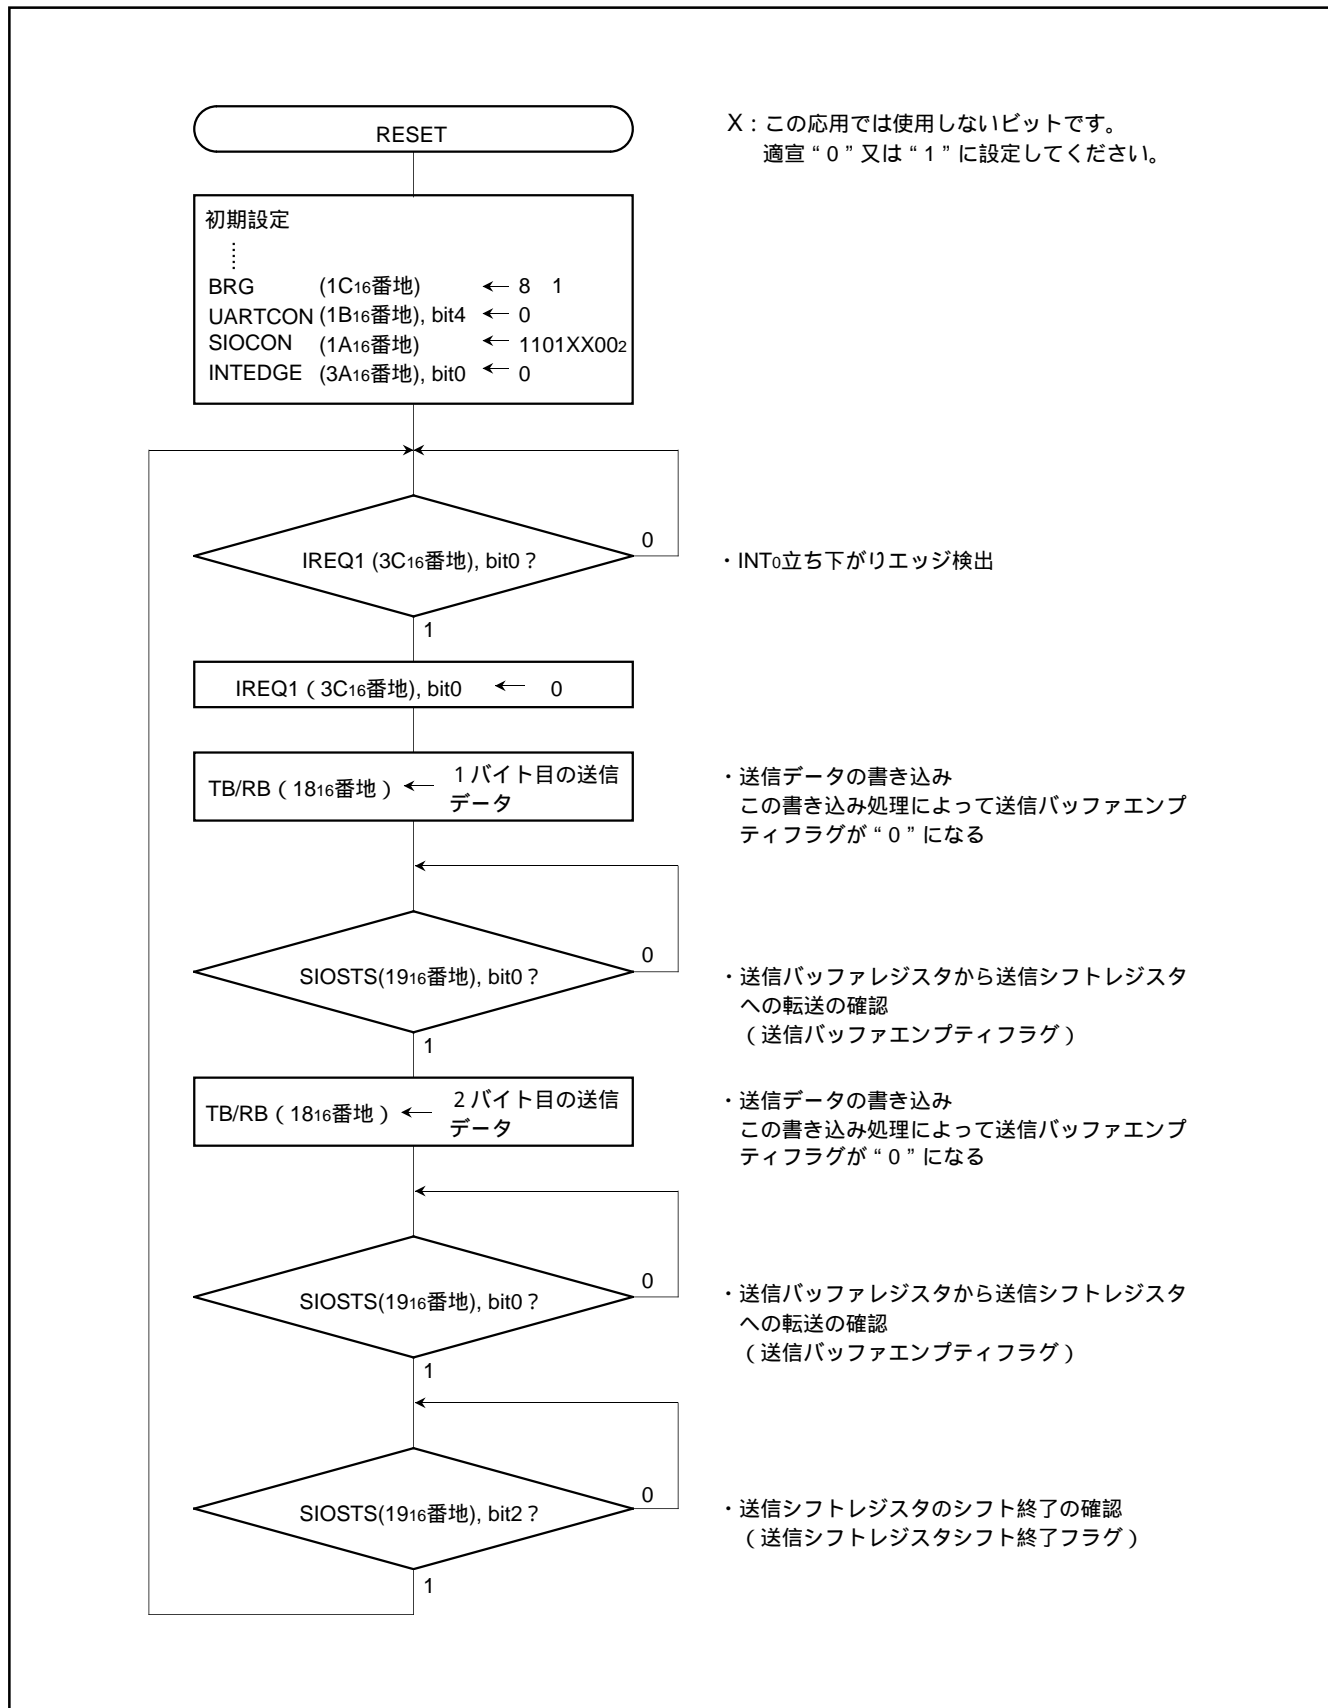 RESET
X：この応用では使用しないビットです。
適宣“0”又は“1”に設定してください。
初期設定
⋮
BRG (1C16番地) ← 8 1
UARTCON (1B16番地), bit4 ← 0
SIOCON (1A16番地) ← 1101XX002
INTEDGE (3A16番地), bit0 ← 0
IREQ1 (3C16番地), bit0？
0
・INT0立ち下がりエッジ検出
1
IREQ1（3C16番地), bit0 ← 0
TB/RB（1816番地）← 1バイト目の送信
データ
・送信データの書き込み
この書き込み処理によって送信バッファエンプ
ティフラグが“0”になる
SIOSTS(1916番地), bit0？
0
・送信バッファレジスタから送信シフトレジスタ
への転送の確認
（送信バッファエンプティフラグ）
1
TB/RB（1816番地）← 2バイト目の送信
データ
・送信データの書き込み
この書き込み処理によって送信バッファエンプ
ティフラグが“0”になる
SIOSTS(1916番地), bit0？
0
・送信バッファレジスタから送信シフトレジスタ
への転送の確認
（送信バッファエンプティフラグ）
1
SIOSTS(1916番地), bit2？
0
・送信シフトレジスタのシフト終了の確認
（送信シフトレジスタシフト終了フラグ）
1